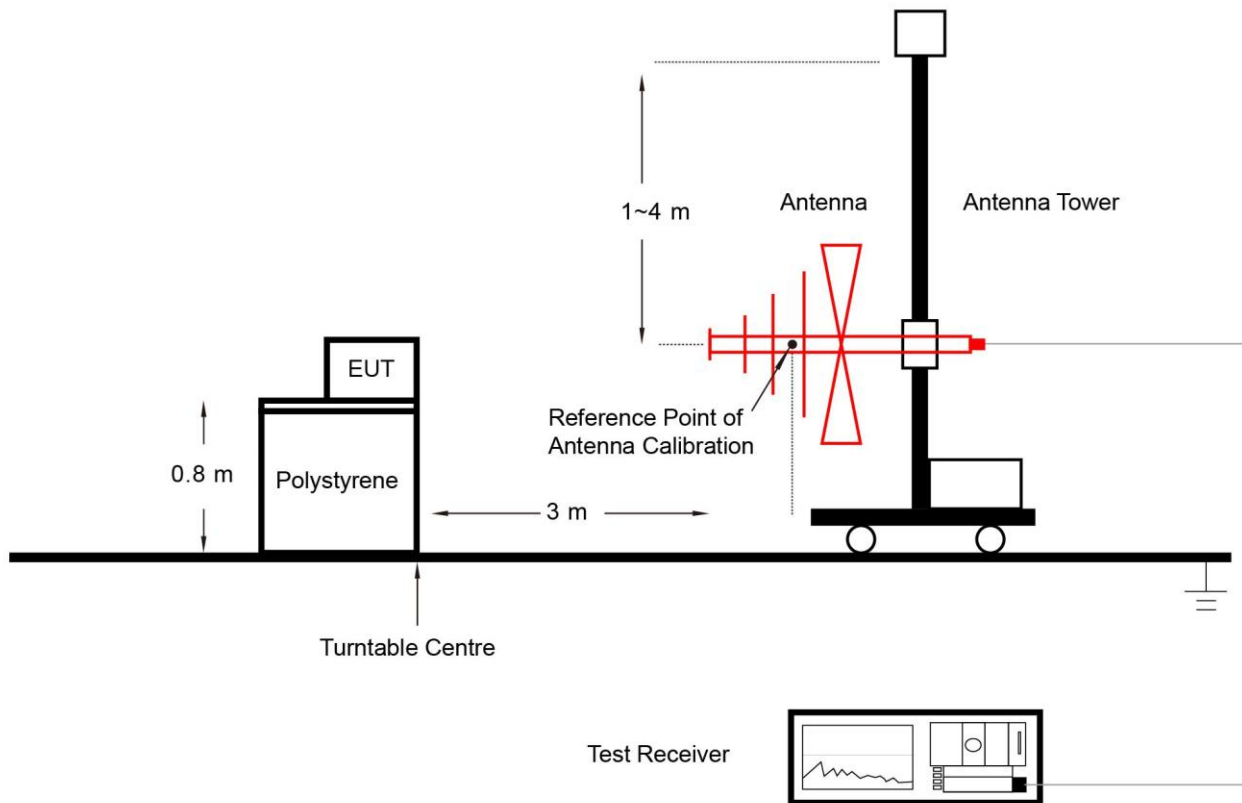 1~4 m
Antenna
Antenna Tower
EUT
Reference Point of
Antenna Calibration
0.8 m
Polystyrene
3 m
Turntable Centre
Test Receiver